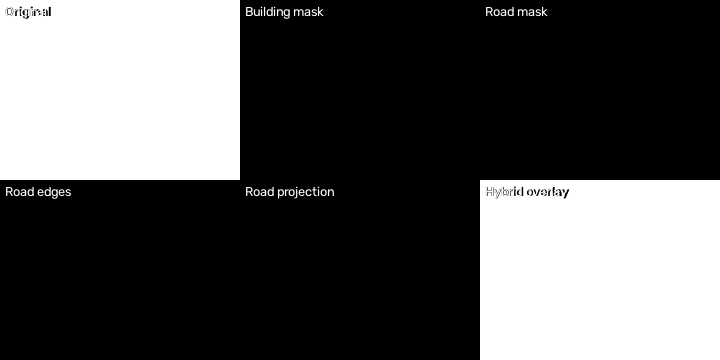 Original
Building mask
Road mask
Road edges
Road projection
Hybrid overlay